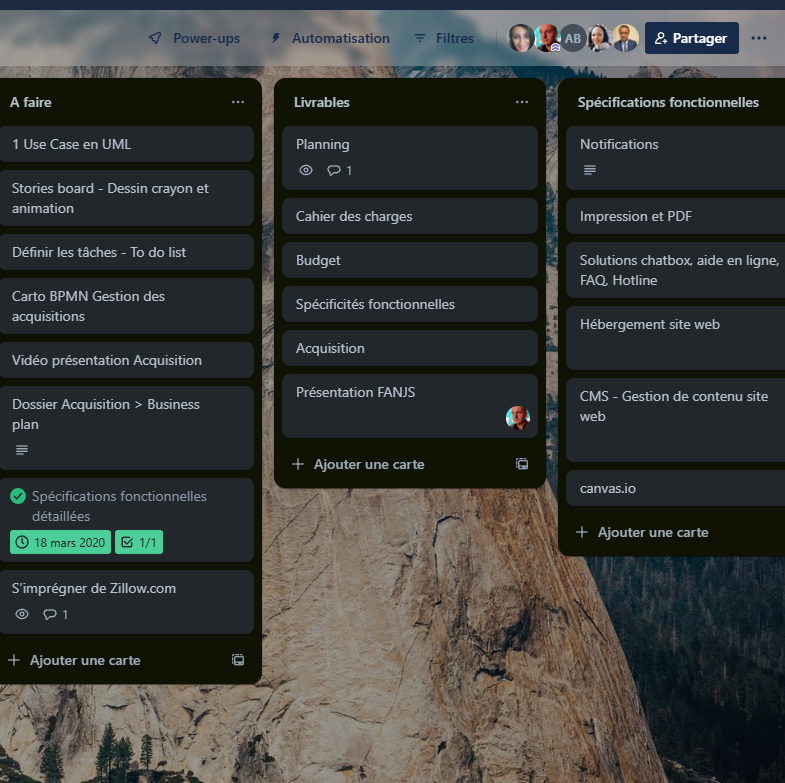 Power-ups
Automatisation
Filtres
AB
Partager
A faire
1 Use Case en UML
Stories board - Dessin crayon et
animation
Définir les tâches - To do list
Carto BPMN Gestion des
acquisitions
Vidéo présentation Acquisition
Dossier Acquisition > Business
plan
Spécifications fonctionnelles
détaillées
18 mars 2020
1/1
S'imprégner de Zillow.com
1
Ajouter une carte
Livrables
Planning
1
Cahier des charges
Budget
Spécificités fonctionnelles
Acquisition
Présentation FANJS
Ajouter une carte
Spécifications fonctionnelles
Notifications
Impression et PDF
Solutions chatbox, aide en ligne,
FAQ, Hotline
Hébergement site web
CMS - Gestion de contenu site
web
canvas.io
Ajouter une carte